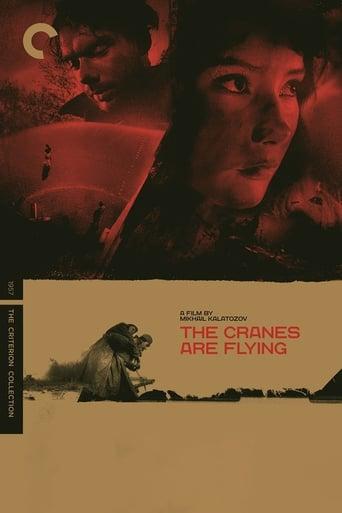 A FILM BY
MIKHAIL KALATOZOV
THE CRANES
ARE FLYING
1957
THE CRITERION COLLECTION